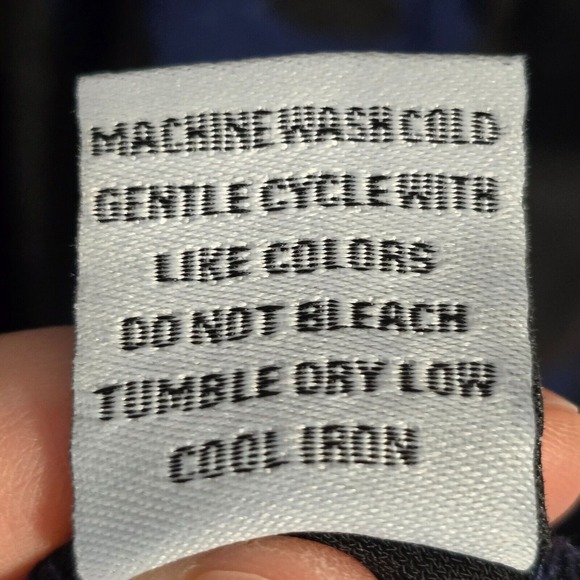 MACHINE WASH COLD
GENTLE CYCLE WITH
LIKE COLORS
DO NOT BLEACH
TUMBLE DRY LOW
COOL IRON